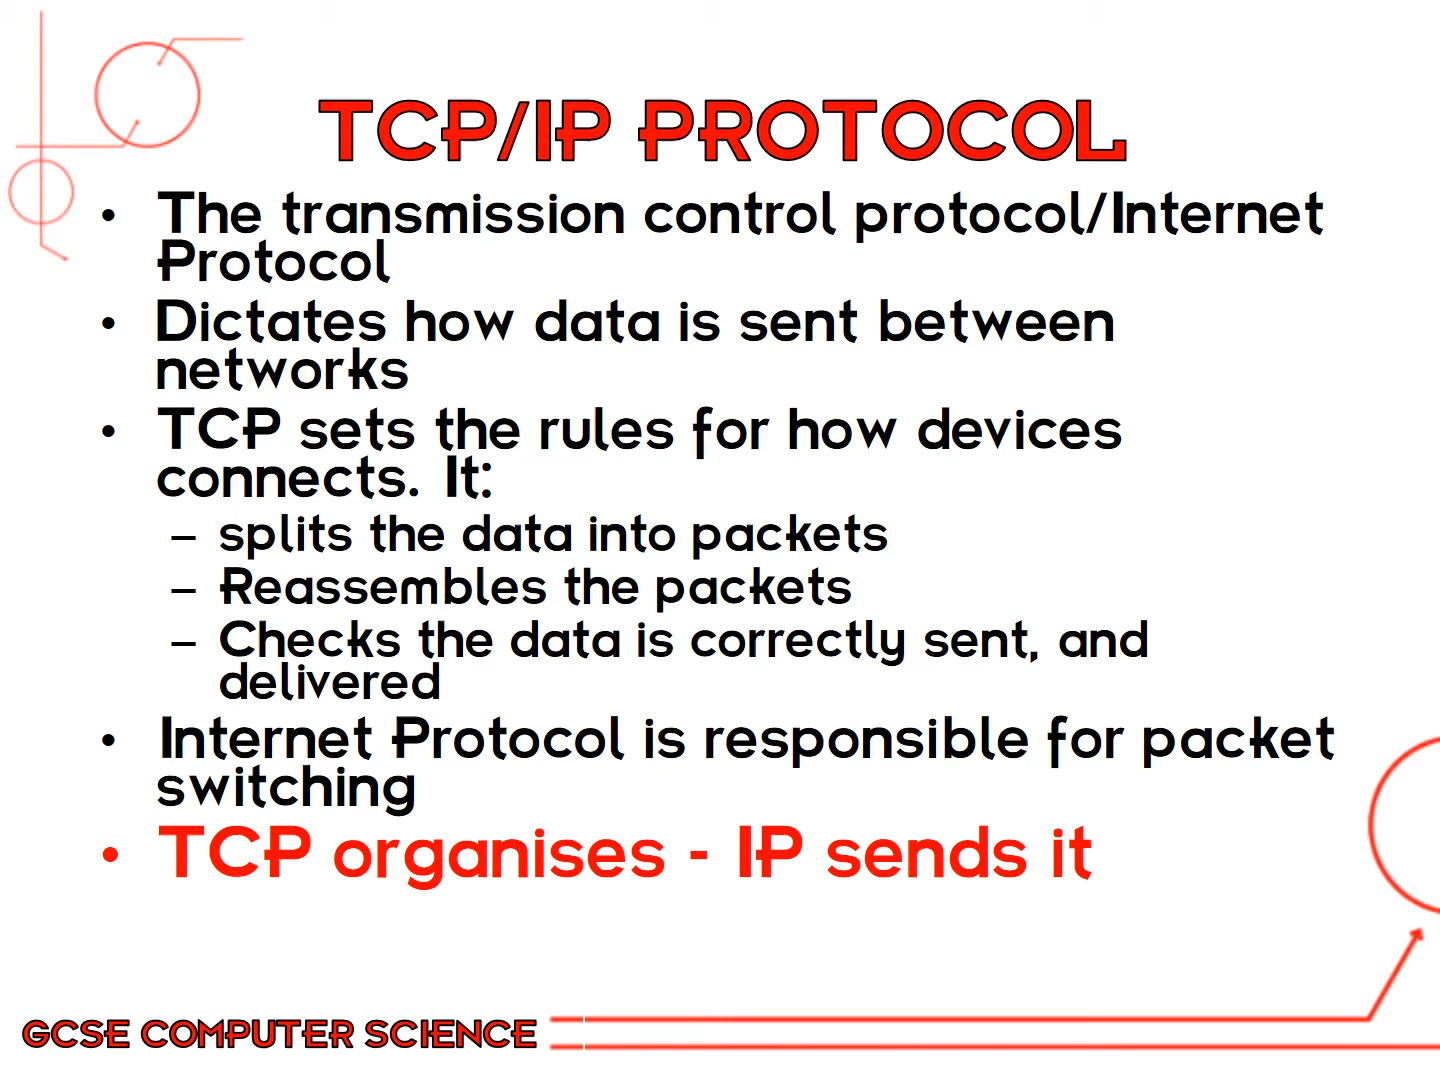 TCP/IP PROTOCOL
• The transmission control protocol/Internet
Protocol
• Dictates how data is sent between
networks
• TCP sets the rules for how devices
connects. It:
– splits the data into packets
– Reassembles the packets
– Checks the data is correctly sent, and
delivered
• Internet Protocol is responsible for packet
switching
• TCP organises - IP sends it
GCSE COMPUTER SCIENCE